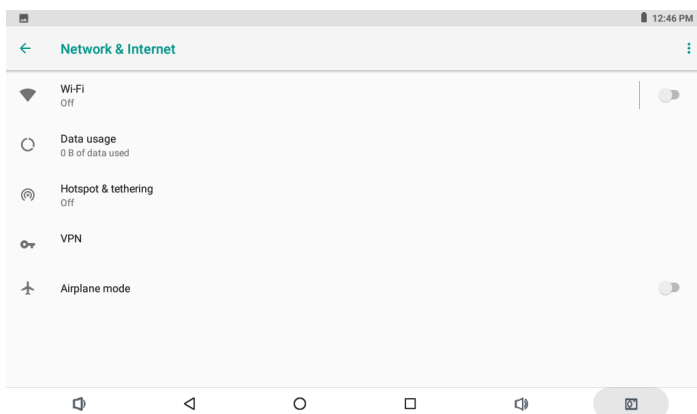 12:46 PM
Network & Internet
Wi-Fi
Off
Data usage
0 B of data used
Hotspot & tethering
Off
VPN
Airplane mode